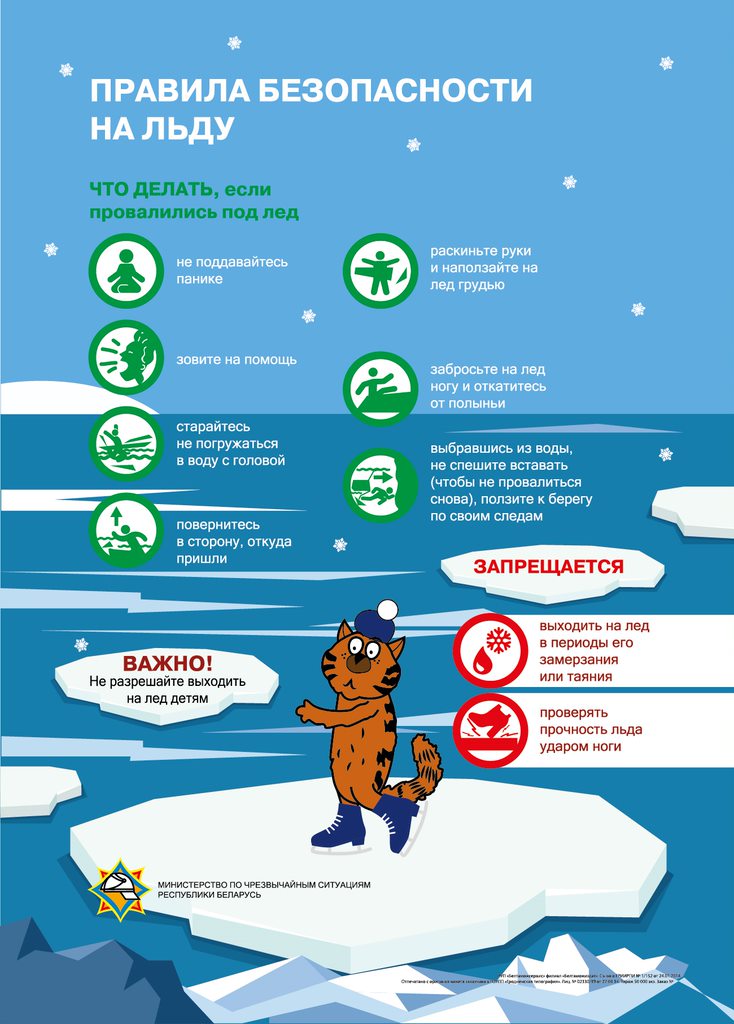 ПРАВИЛА БЕЗОПАСНОСТИ
НА ЛЬДУ
ЧТО ДЕЛАТЬ, если
провалились под лед
не поддавайтесь
панике
зовите на помощь
старайтесь
не погружаться
в воду с головой
повернитесь
в сторону, откуда
пришли
раскиньте руки
и наползайте на
лед грудью
забросьте на лед
ногу и откатитесь
от полыньи
выбравшись из воды,
не спешите вставать
(чтобы не провалиться
снова), ползите к берегу
по своим следам
ЗАПРЕЩАЕТСЯ
выходить на лед
в периоды его
замерзания
или таяния
проверять
прочность льда
ударом ноги
ВАЖНО!
Не разрешайте выходить
на лед детям
МИНИСТЕРСТВО ПО ЧРЕЗВЫЧАЙНЫМ СИТУАЦИЯМ
РЕСПУБЛИКИ БЕЛАРУСЬ